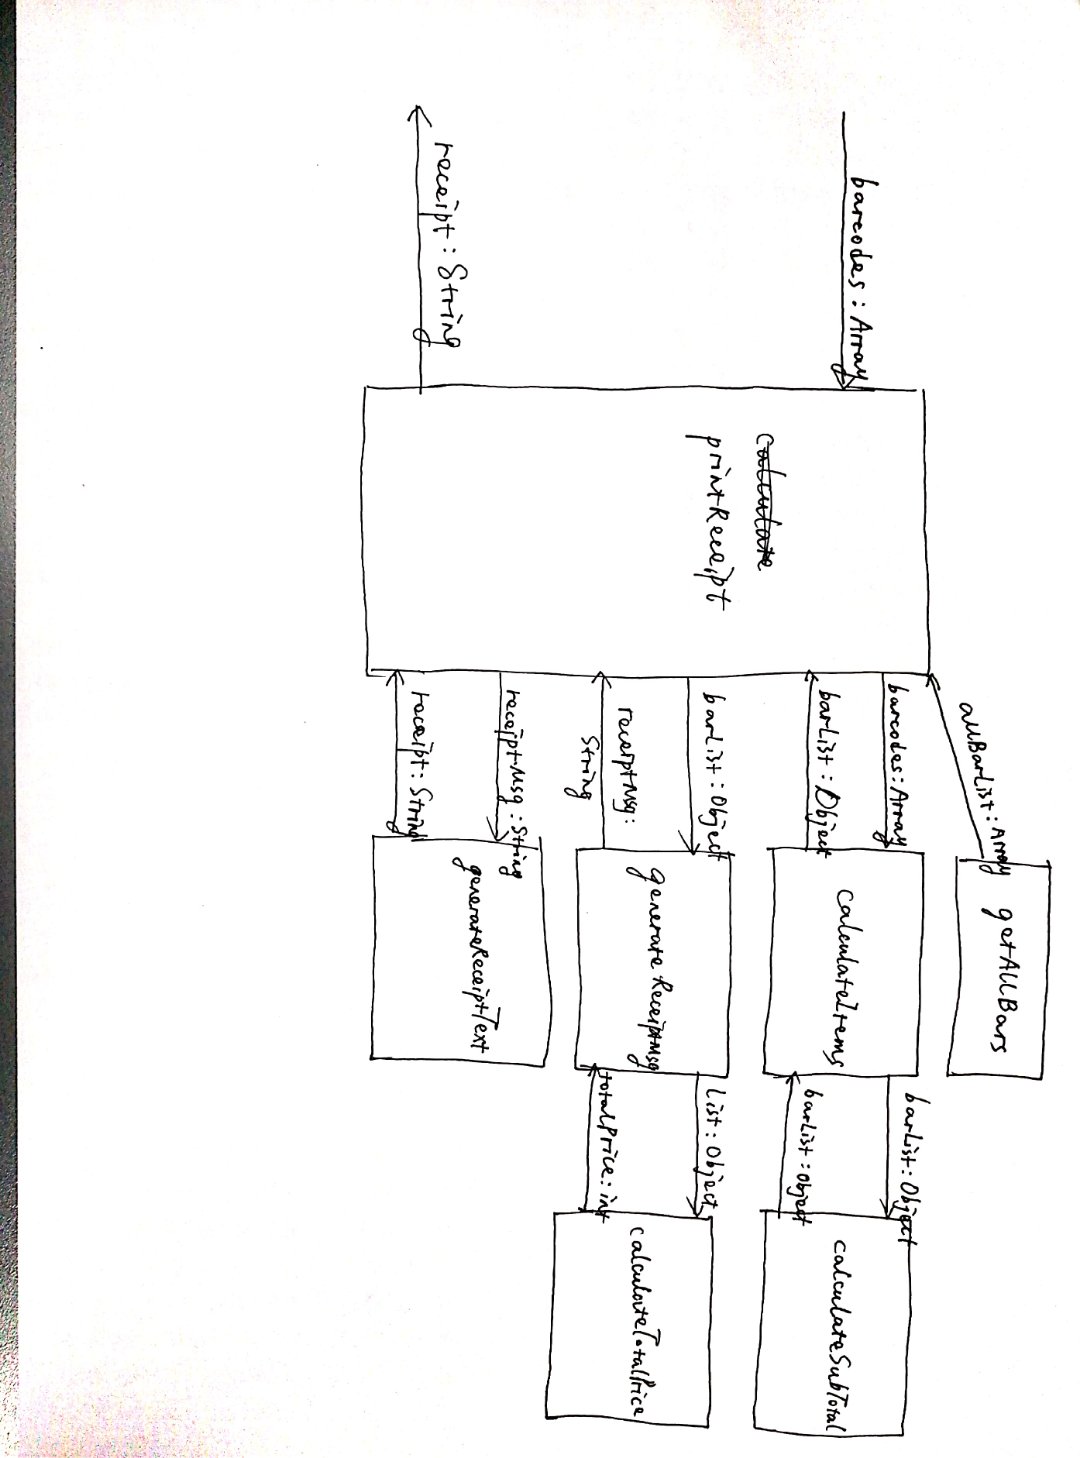 getAllBars
allBarList:Array
barcodes:Array
barList:Object
barcodes:Array
calculateItems
calculateSubTotal
barList:Object
barList:Object
calculate
printReceipt
barList:Object
List:Object
generateReceiptMsg
calculateTotalPrice
receiptMsg:
String
totalPrice:int
receiptMsg:String
generateReceiptText
receipt:String
receipt:String